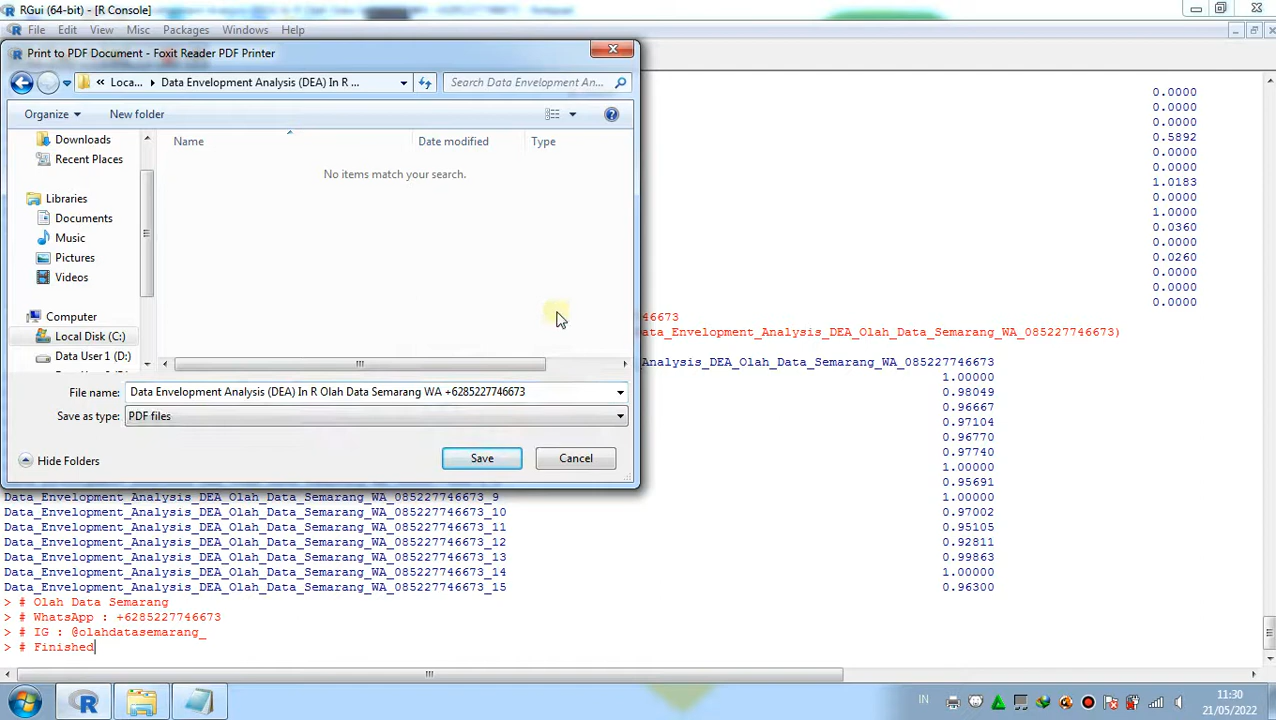 RGui (64-bit) - [R Console]
File Edit View Misc Packages Windows Help
Print to PDF Document - Foxit Reader PDF Printer
« Loca... Data Envelopment Analysis (DEA) In R ... Search Data Envelopment An...
Organize New folder
Name Date modified Type
No items match your search.
Downloads
Recent Places
Libraries
Documents
Music
Pictures
Videos
Computer
Local Disk (C:)
Data User 1 (D:)
File name: Data Envelopment Analysis (DEA) In R Olah Data Semarang WA +6285227746673
Save as type: PDF files
Hide Folders Save Cancel
0.0000
0.0000
0.0000
0.5892
0.0000
0.0000
1.0183
0.0000
1.0000
0.0360
0.0000
0.0260
0.0000
0.0000
0.0000
46673
ata_Envelopment_Analysis_DEA_Olah_Data_Semarang_WA_085227746673)
Analysis_DEA_Olah_Data_Semarang_WA_085227746673
1.00000
0.98049
0.96667
0.97104
0.96770
0.97740
1.00000
0.95691
Data_Envelopment_Analysis_DEA_Olah_Data_Semarang_WA_085227746673_9 1.00000
Data_Envelopment_Analysis_DEA_Olah_Data_Semarang_WA_085227746673_10 0.97002
Data_Envelopment_Analysis_DEA_Olah_Data_Semarang_WA_085227746673_11 0.95105
Data_Envelopment_Analysis_DEA_Olah_Data_Semarang_WA_085227746673_12 0.92811
Data_Envelopment_Analysis_DEA_Olah_Data_Semarang_WA_085227746673_13 0.99863
Data_Envelopment_Analysis_DEA_Olah_Data_Semarang_WA_085227746673_14 1.00000
Data_Envelopment_Analysis_DEA_Olah_Data_Semarang_WA_085227746673_15 0.96300
> # Olah Data Semarang
> # WhatsApp : +6285227746673
> # IG : @olahdatasemarang_
> # Finished
IN 11:30
21/05/2022